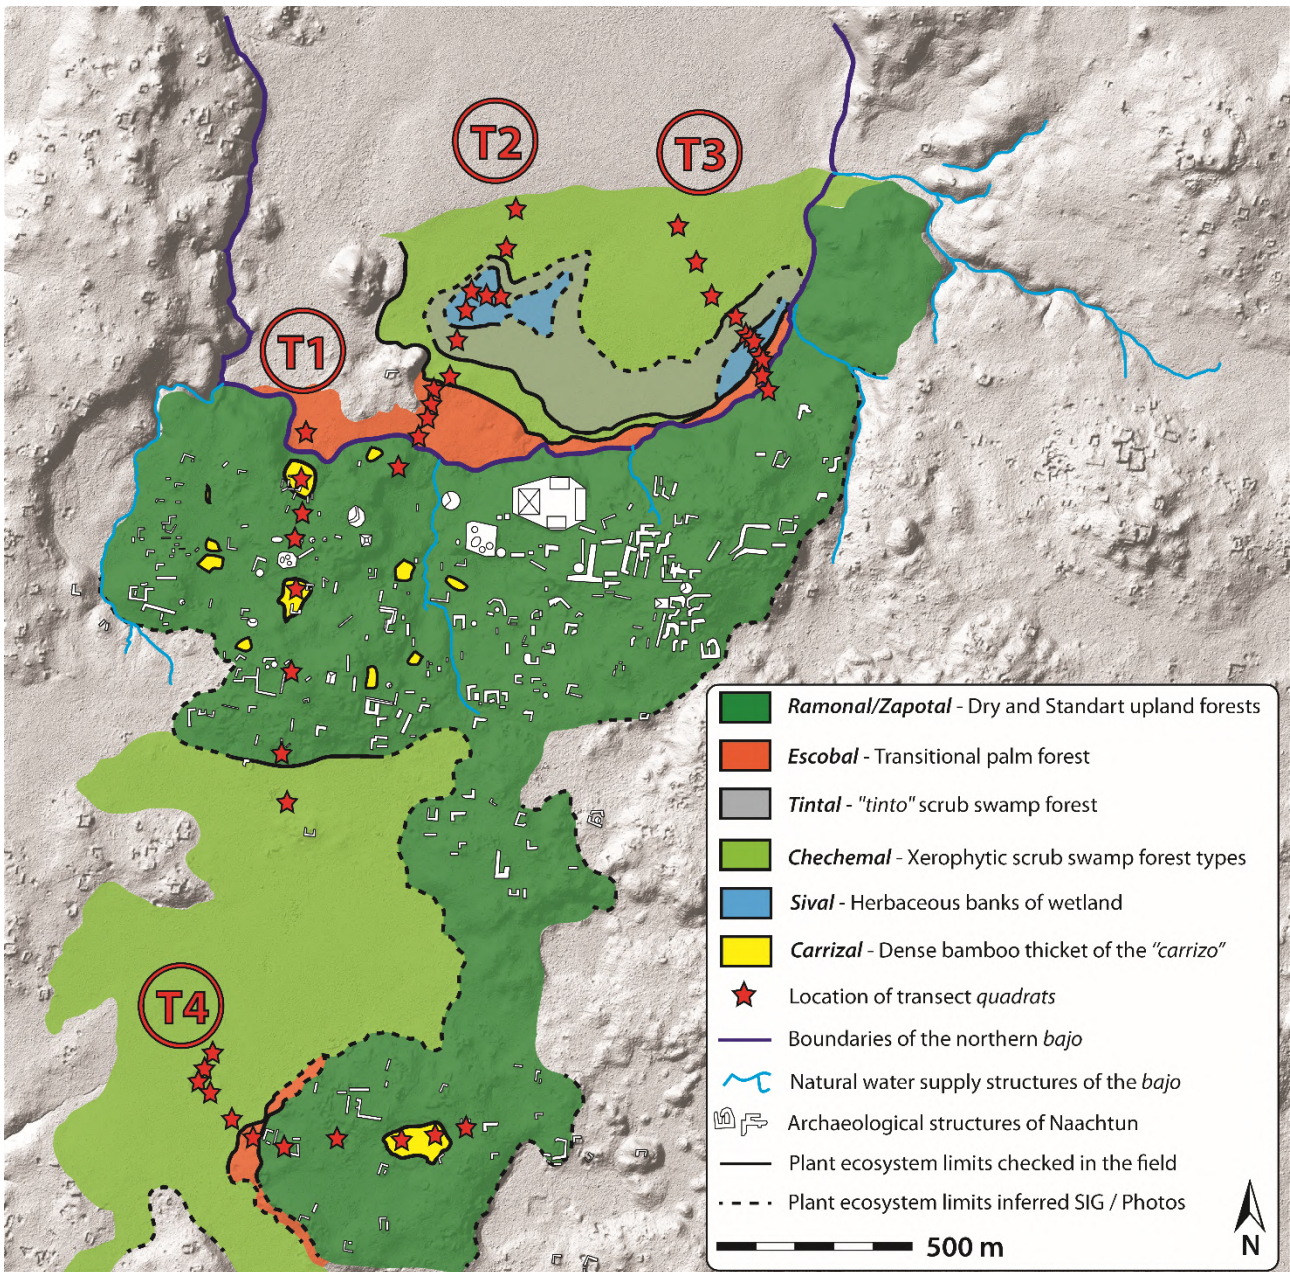 T2
T3
T1
T4
Ramonal/Zapotal - Dry and Standart upland forests
Escobal - Transitional palm forest
Tintal - "tinto" scrub swamp forest
Chechemal - Xerophytic scrub swamp forest types
Sival - Herbaceous banks of wetland
Carrizal - Dense bamboo thicket of the “carrizo”
Location of transect quadrats
Boundaries of the northern bajo
Natural water supply structures of the bajo
Archaeological structures of Naachtun
Plant ecosystem limits checked in the field
Plant ecosystem limits inferred SIG / Photos
500 m
N